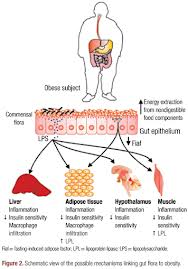 Obese subject
↑ Energy extraction
from nondigestible
food components
Commensal
flora
Gut epithelium
LPS
↓ Fiaf
Liver
Inflammation
↓ Insulin sensitivity
Adipose tissue
Inflammation
↓ Insulin sensitivity
Macrophage
infiltration
↑ LPL
Hypothalamus
Inflammation
↓ Insulin sensitivity
Muscle
Inflammation
↓ Insulin sensitivity
Macrophage
infiltration
↑ LPL
Fiaf = fasting-induced adipose factor; LPL = lipoprotein lipase; LPS = lipopolysaccharide.
Figure 2. Schematic view of the possible mechanisms linking gut flora to obesity.